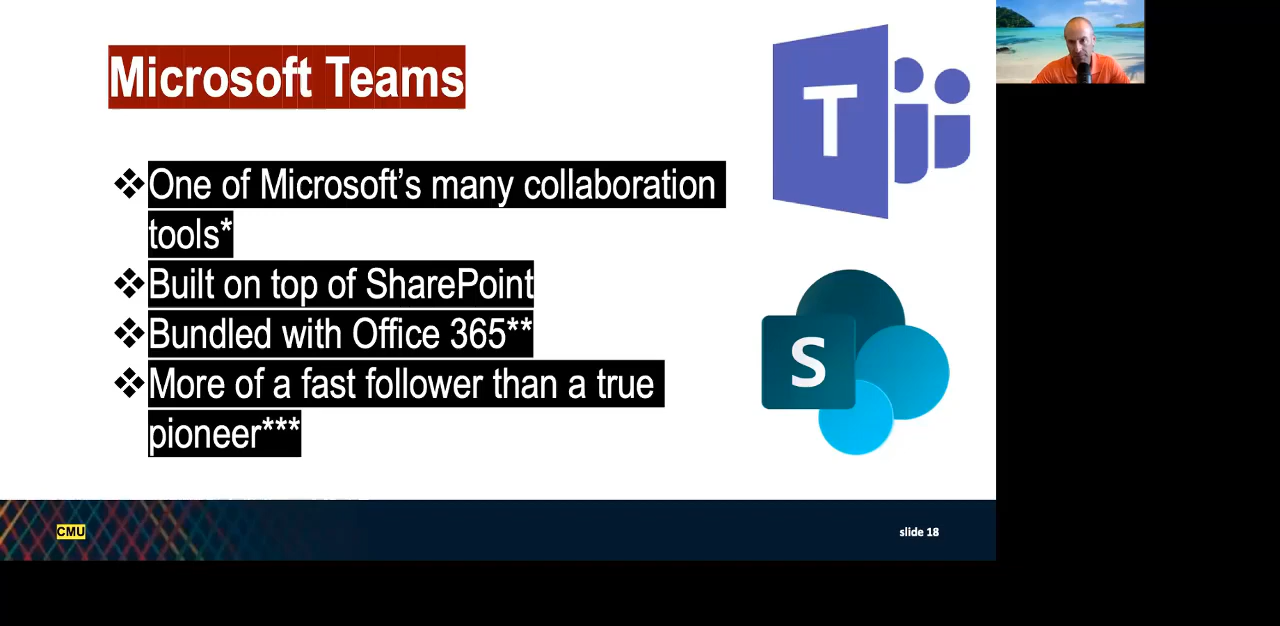 Microsoft Teams
❖One of Microsoft’s many collaboration
tools*
❖Built on top of SharePoint
❖Bundled with Office 365**
❖More of a fast follower than a true
pioneer***
T
S
CMU
slide 18